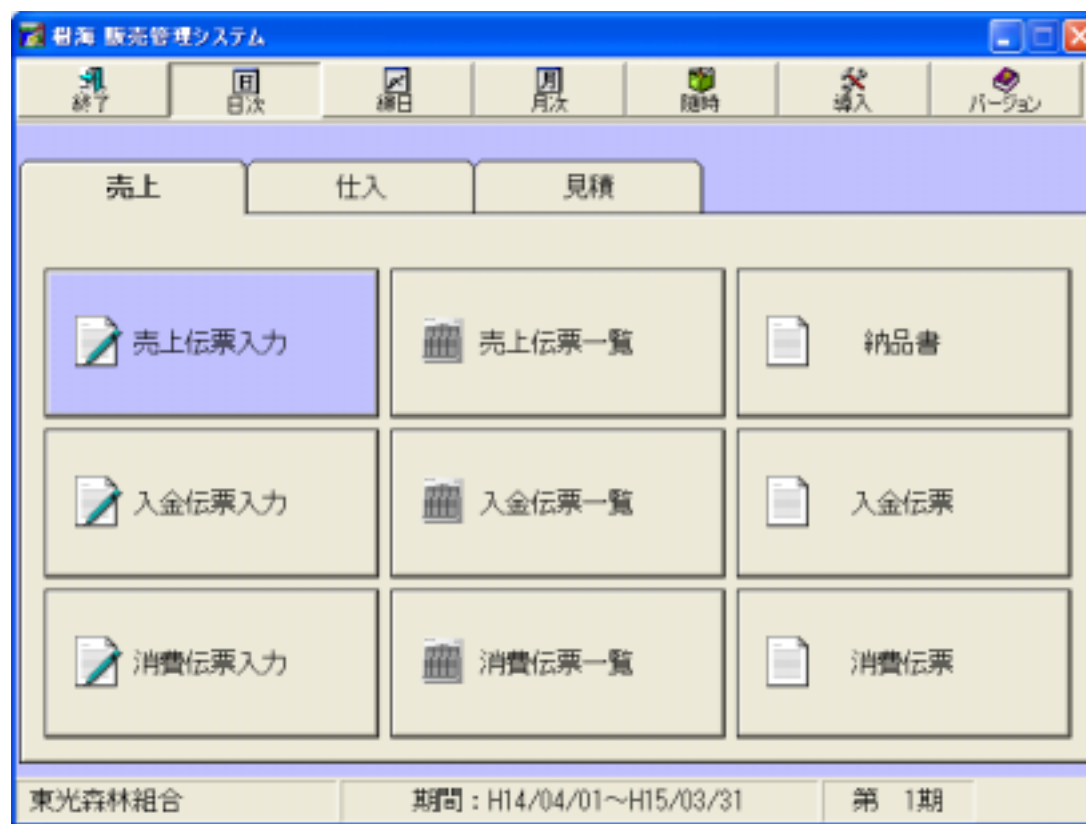 樹海 販売管理システム
終了 日次 締日 月次 随時 導入 バージョン
売上 仕入 見積
売上伝票入力 売上伝票一覧 納品書
入金伝票入力 入金伝票一覧 入金伝票
消費伝票入力 消費伝票一覧 消費伝票
東光森林組合 期間：H14/04/01～H15/03/31 第 1期